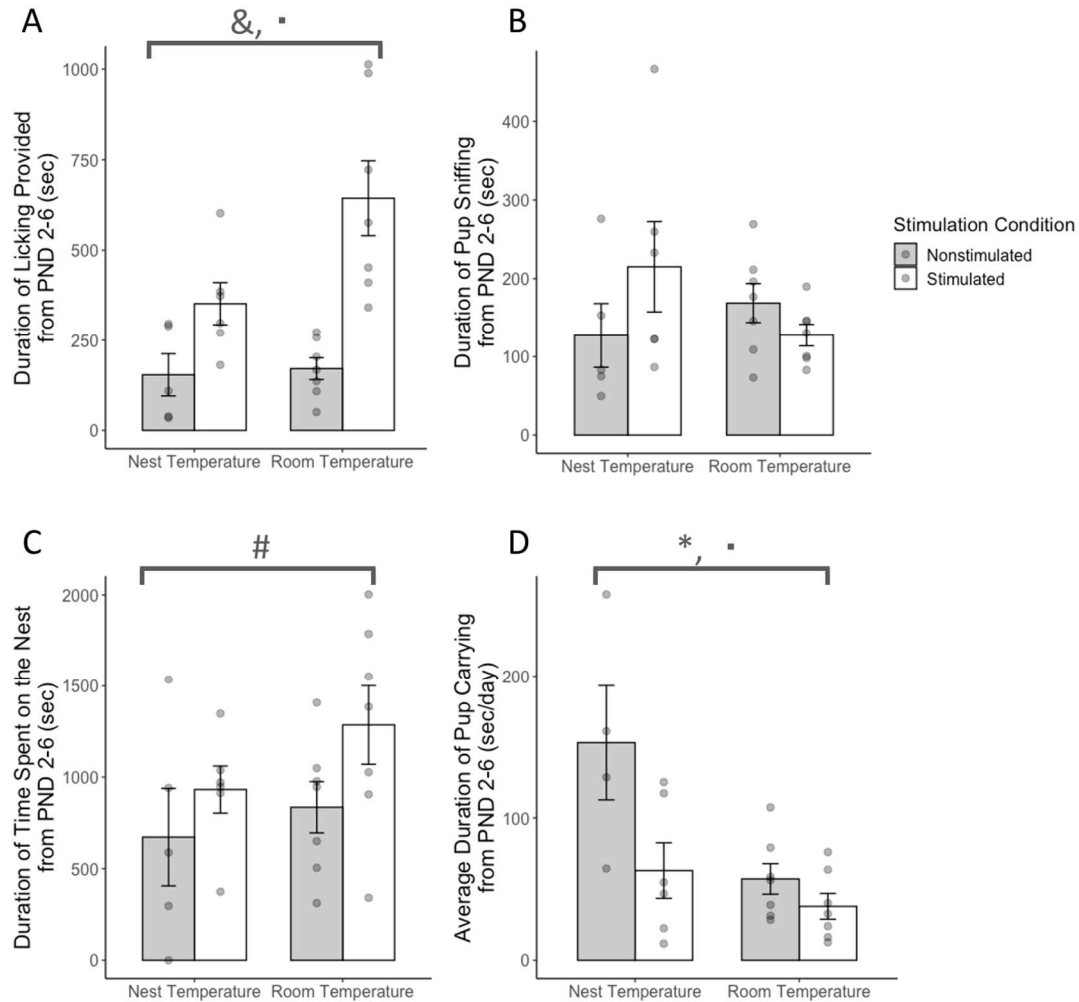 A
&, ▪
Duration of Licking Provided
from PND 2-6 (sec)
1000
750
500
250
0
Nest Temperature Room Temperature
B
Duration of Pup Sniffing
from PND 2-6 (sec)
400
300
200
100
0
Nest Temperature Room Temperature
Stimulation Condition
Nonstimulated
Stimulated
C
#
Duration of Time Spent on the Nest
from PND 2-6 (sec)
2000
1500
1000
500
0
Nest Temperature Room Temperature
D
*, ▪
Average Duration of Pup Carrying
from PND 2-6 (sec/day)
200
100
0
Nest Temperature Room Temperature